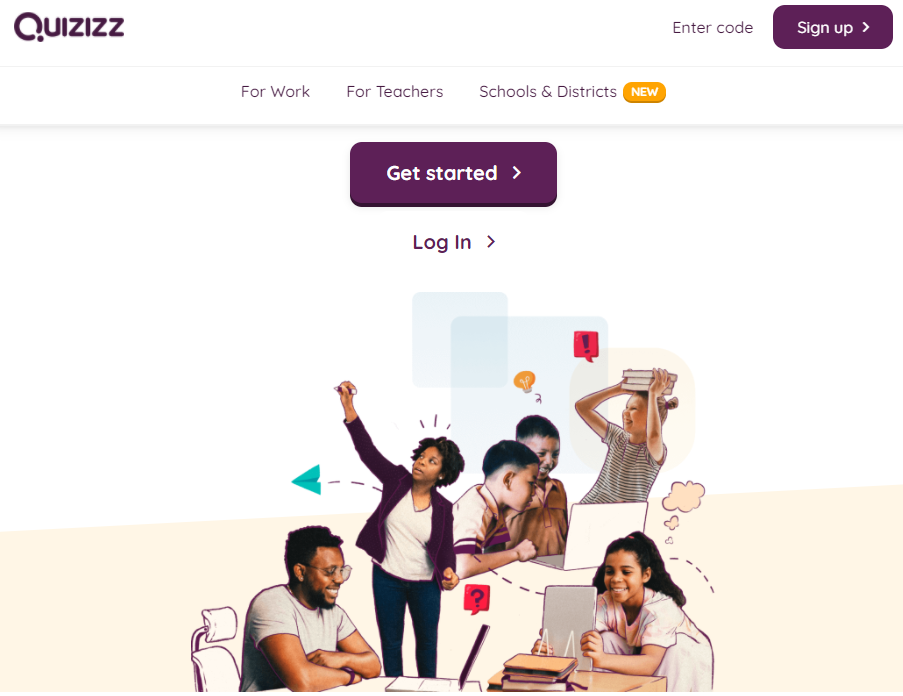 Quizizz
Enter code
Sign up
For Work
For Teachers
Schools & Districts NEW
Get started
Log In
!
?